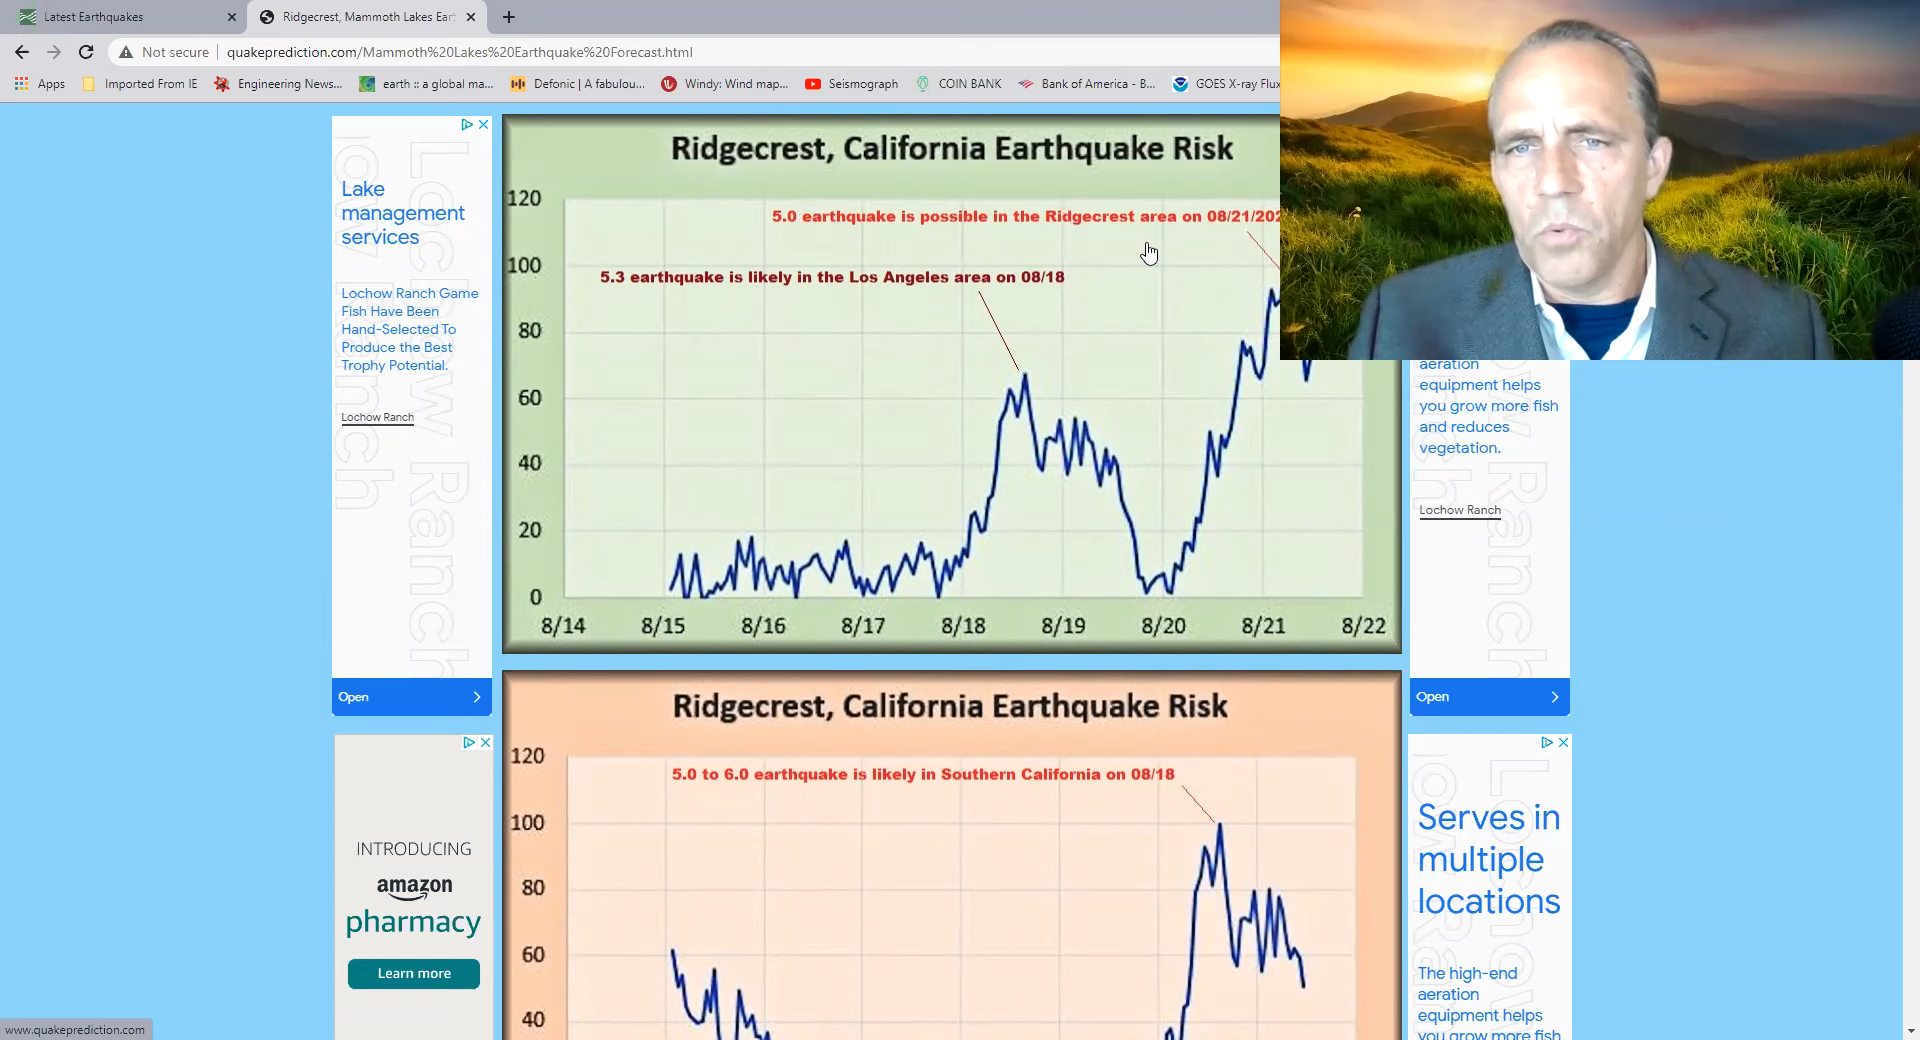 Latest Earthquakes
Ridgecrest, Mammoth Lakes Ear
Not secure
quakeprediction.com/Mammoth%20Lakes%20Earthquake%20Forecast.html
Apps
Imported From IE
Engineering News...
earth :: a global ma...
Defonic | A fabulou...
Windy: Wind map...
Seismograph
COIN BANK
Bank of America - B...
GOES X-ray Flux
Lake
management
services
Lochow Ranch Game
Fish Have Been
Hand-Selected To
Produce the Best
Trophy Potential.
Lochow Ranch
Lochow Ranch
Open
Ridgecrest, California Earthquake Risk
5.0 earthquake is possible in the Ridgecrest area on 08/21/202
5.3 earthquake is likely in the Los Angeles area on 08/18
120
100
80
60
40
20
0
8/14 8/15 8/16 8/17 8/18 8/19 8/20 8/21 8/22
aeration
equipment helps
you grow more fish
and reduces
vegetation.
Lochow Ranch
Open
INTRODUCING
amazon
pharmacy
Learn more
Ridgecrest, California Earthquake Risk
5.0 to 6.0 earthquake is likely in Southern California on 08/18
120
100
80
60
40
Serves in
multiple
locations
The high-end
aeration
equipment helps
you grow more fish
www.quakeprediction.com